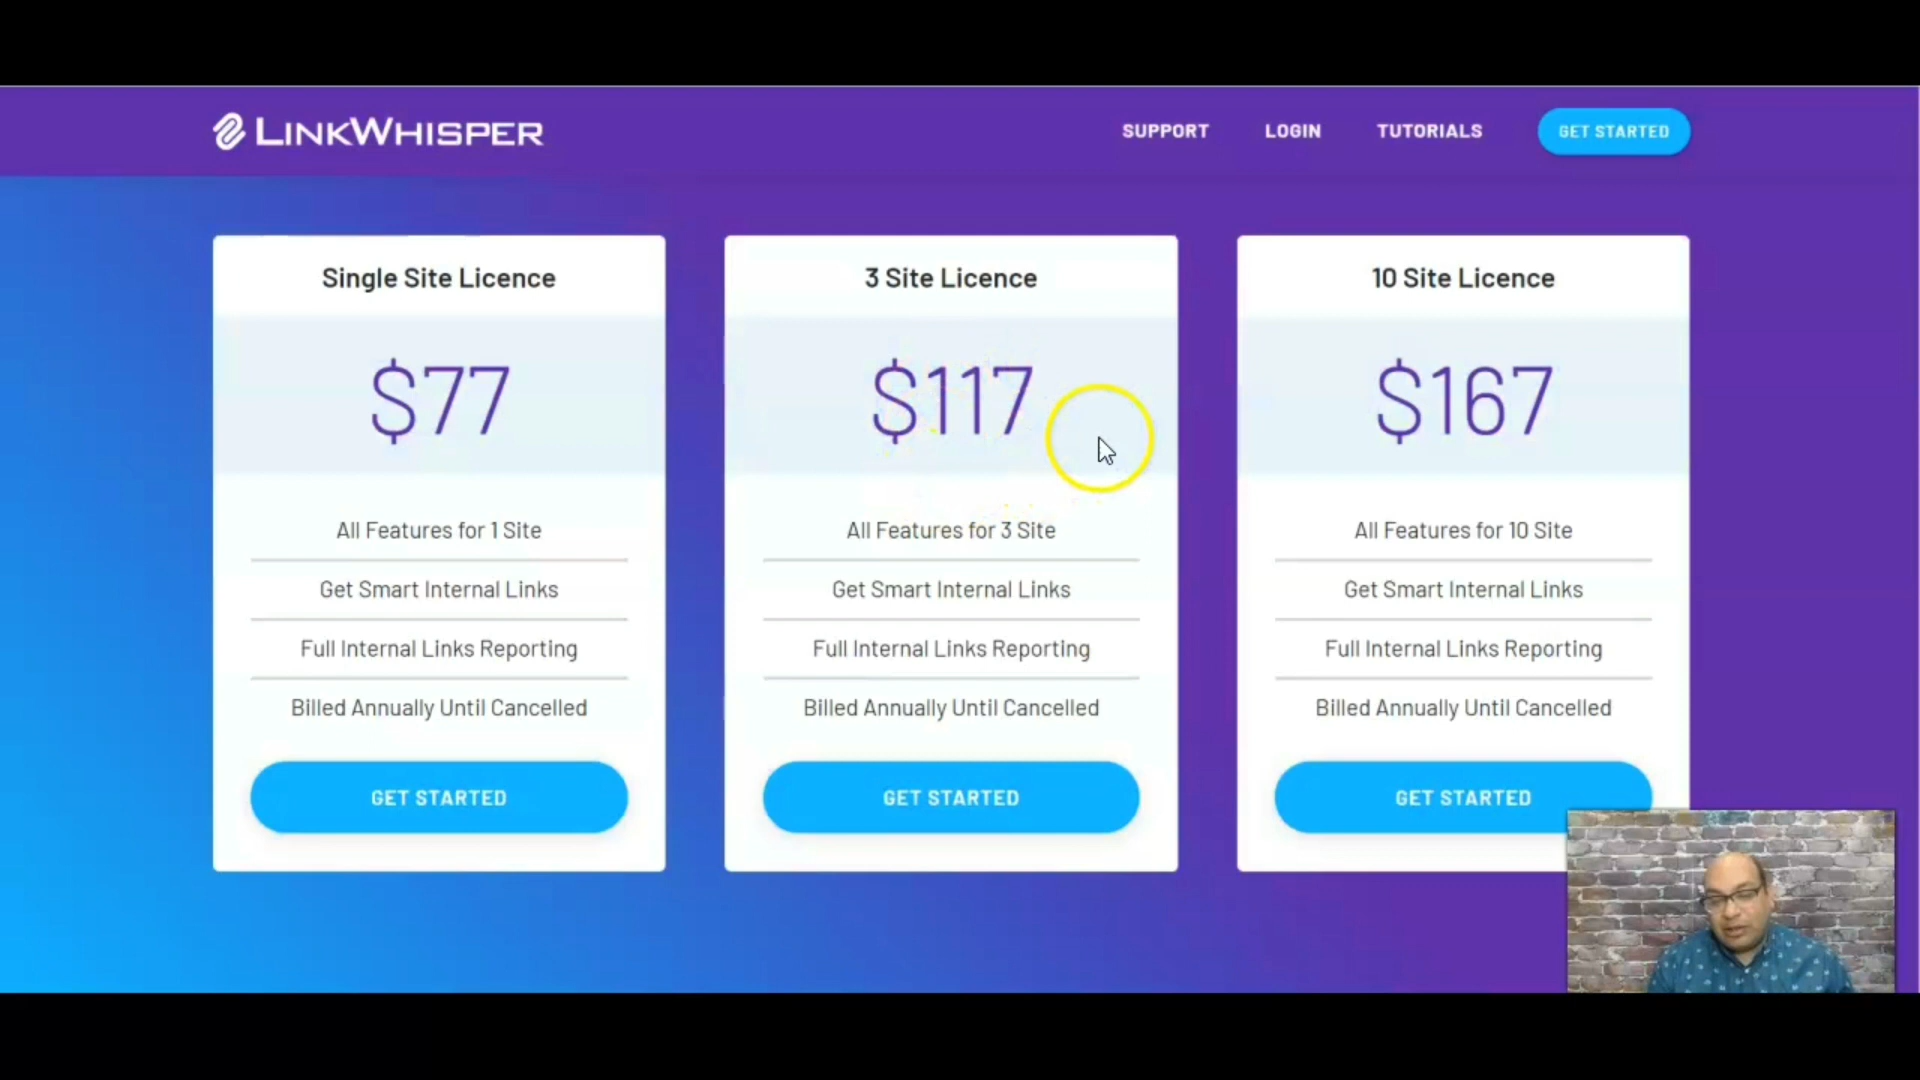 LINKWHISPER
SUPPORT LOGIN TUTORIALS GET STARTED
Single Site Licence
$77
All Features for 1 Site
Get Smart Internal Links
Full Internal Links Reporting
Billed Annually Until Cancelled
GET STARTED
3 Site Licence
$117
All Features for 3 Site
Get Smart Internal Links
Full Internal Links Reporting
Billed Annually Until Cancelled
GET STARTED
10 Site Licence
$167
All Features for 10 Site
Get Smart Internal Links
Full Internal Links Reporting
Billed Annually Until Cancelled
GET STARTED